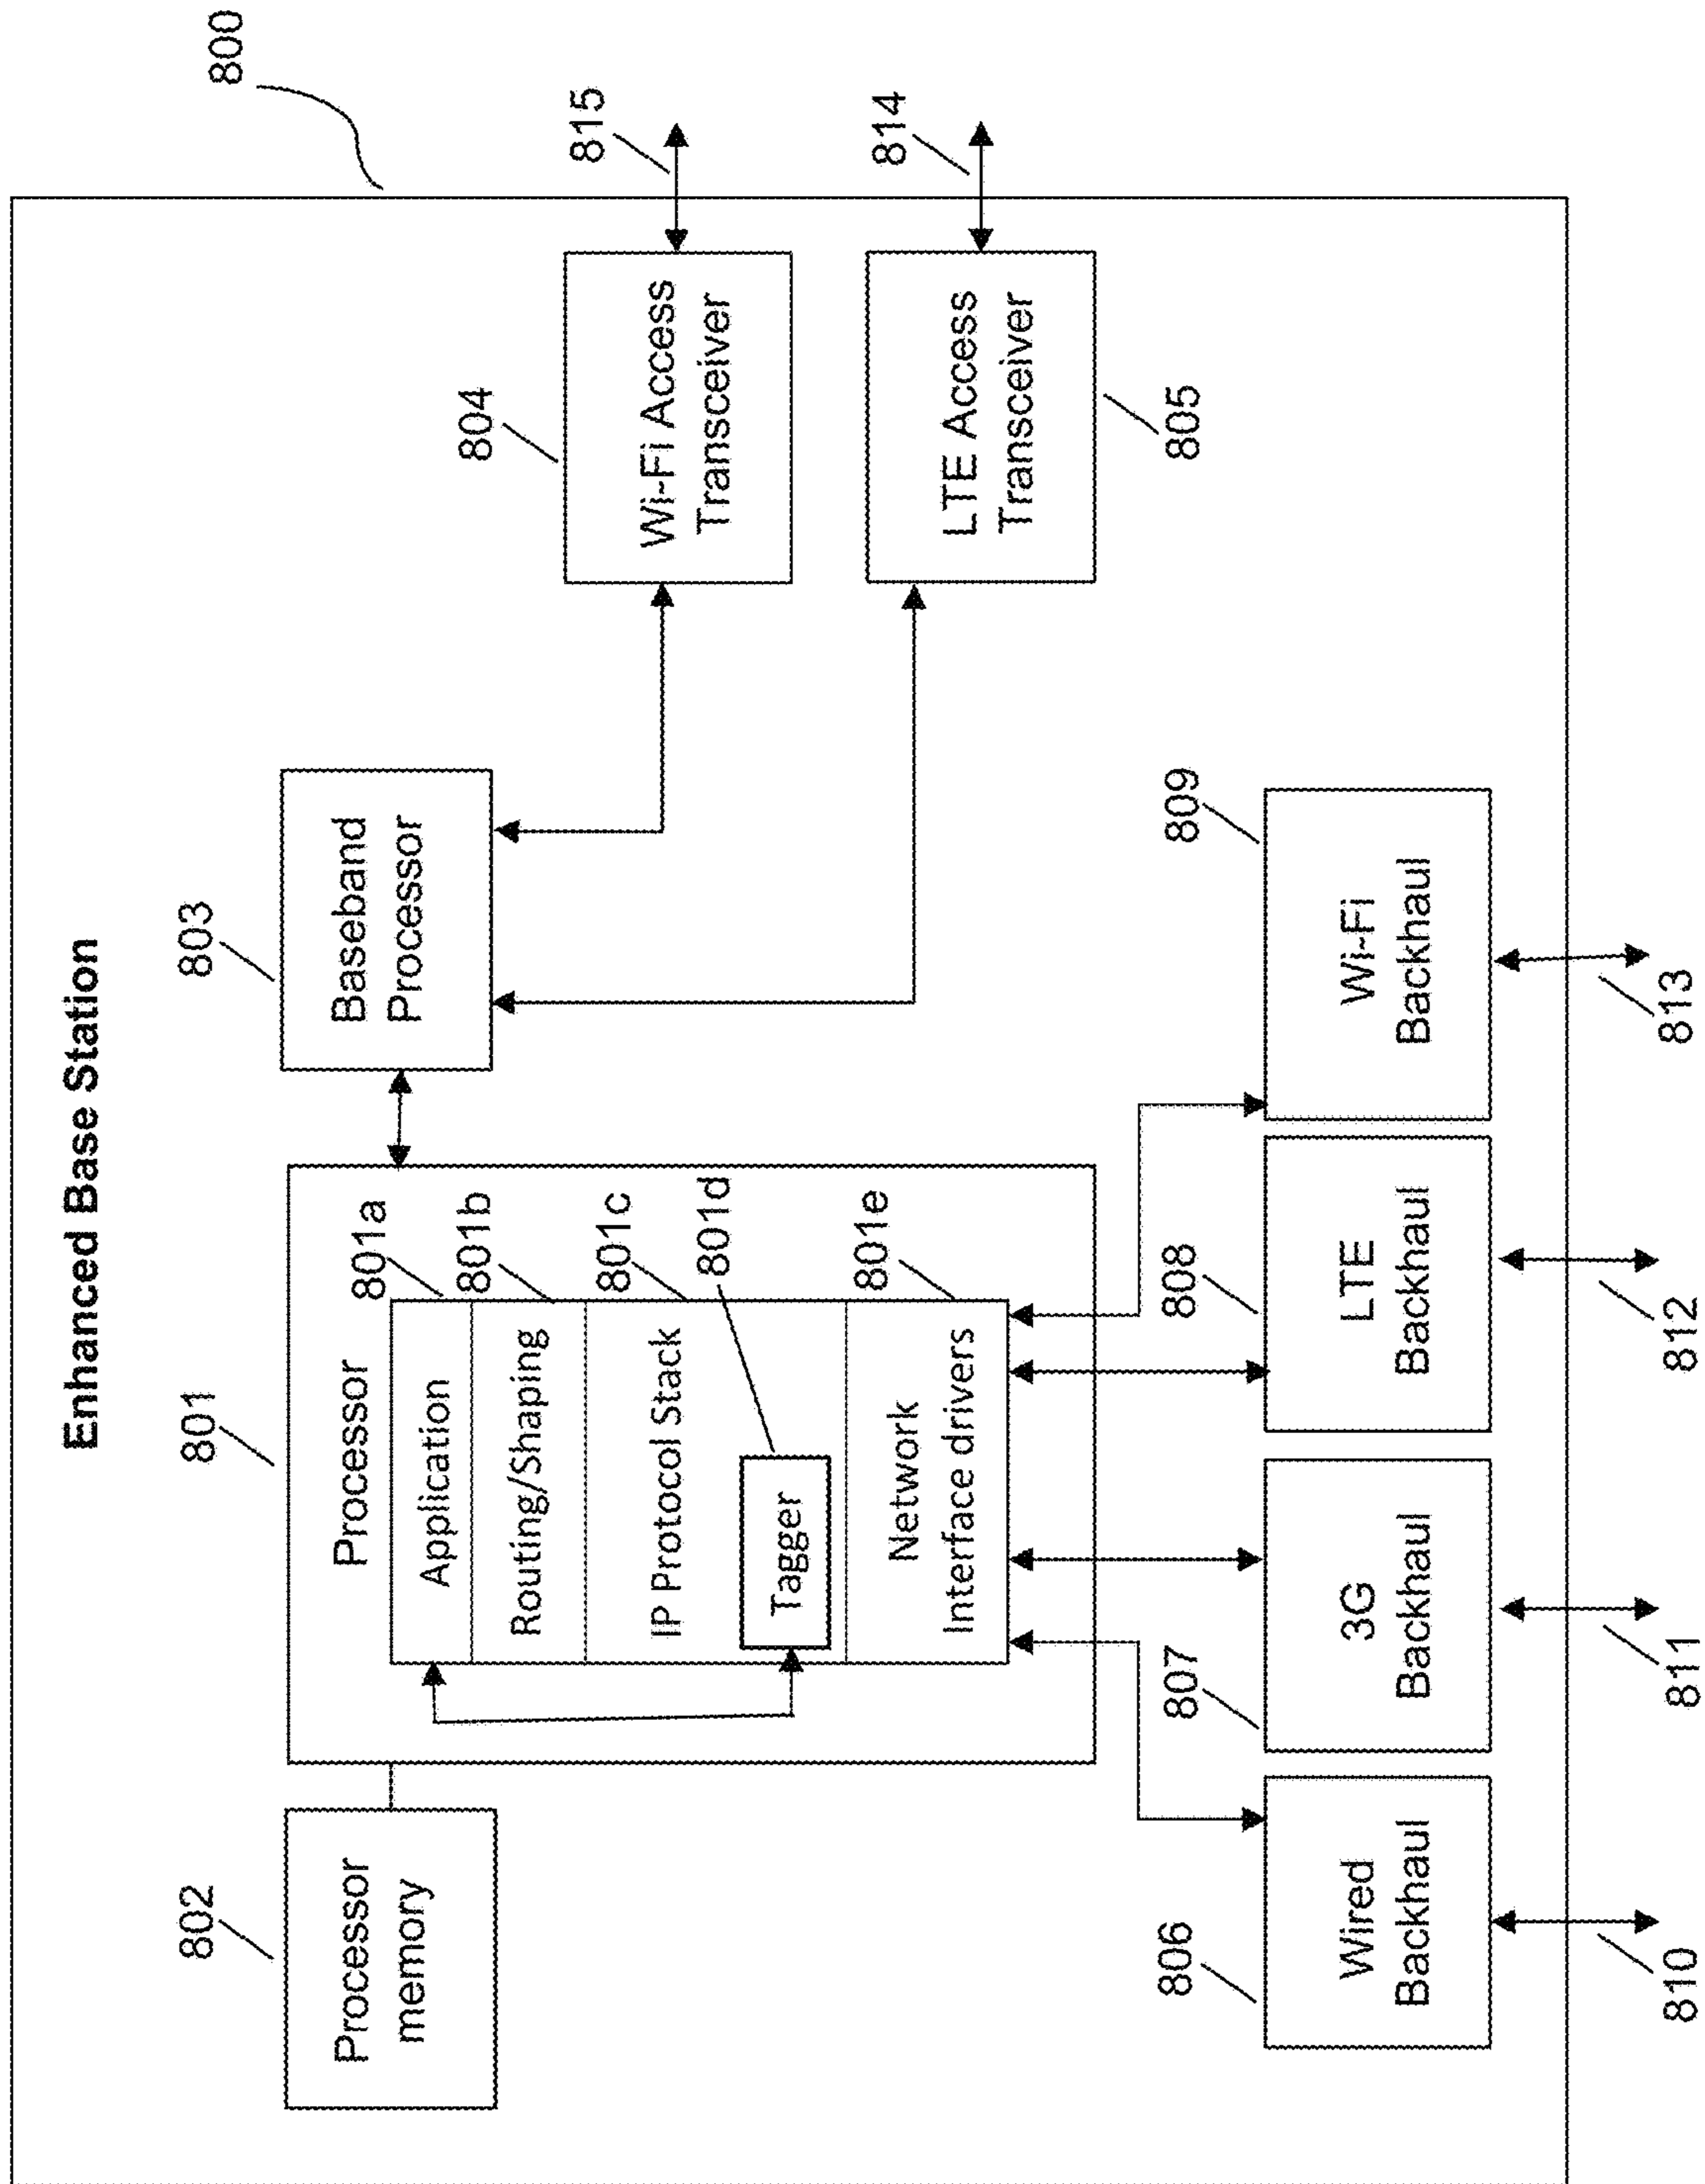 Enhanced Base Station
800
802
Processor
memory
801
Processor
801a
Application
801b
Routing/Shaping
801c
IP Protocol Stack
801d
Tagger
801e
Network
Interface drivers
803
Baseband
Processor
804
Wi-Fi Access
Transceiver
815
LTE Access
Transceiver
805
814
806
Wired
Backhaul
807
3G
Backhaul
808
LTE
Backhaul
809
Wi-Fi
Backhaul
810
811
812
813